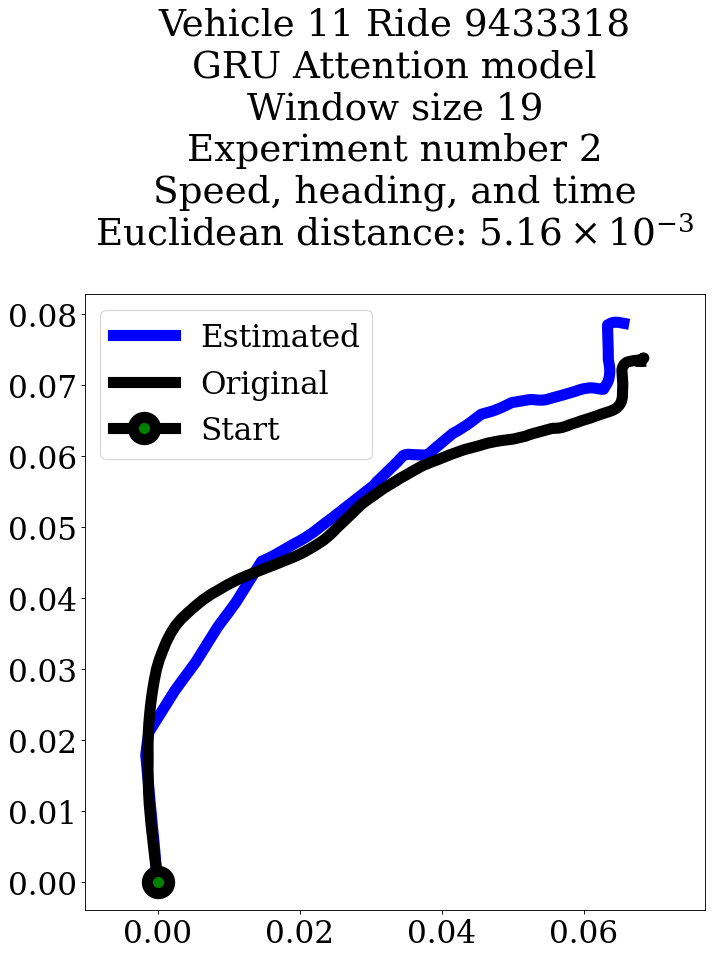 Vehicle 11 Ride 9433318
GRU Attention model
Window size 19
Experiment number 2
Speed, heading, and time
Euclidean distance: 5.16 × 10⁻³
0.08
0.07
0.06
0.05
0.04
0.03
0.02
0.01
0.00
Estimated
Original
Start
0.00 0.02 0.04 0.06